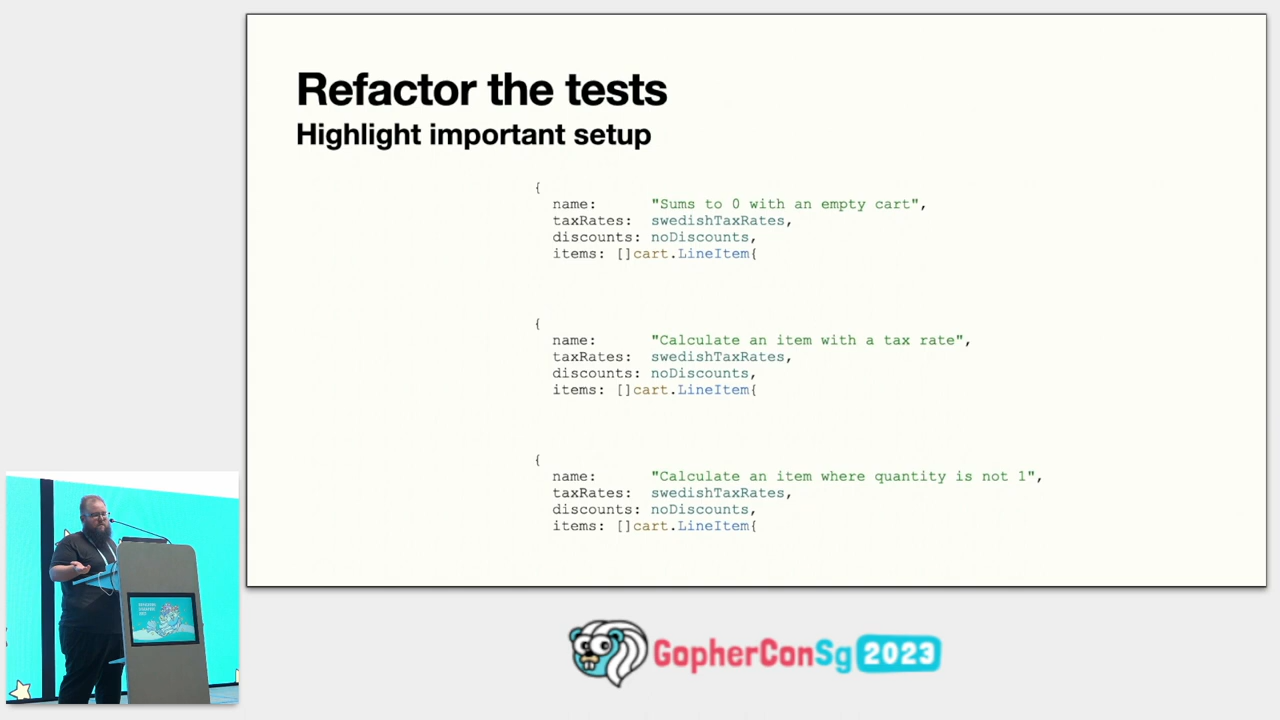 Refactor the tests
Highlight important setup
{
name: "Sums to 0 with an empty cart",
taxRates: swedishTaxRates,
discounts: noDiscounts,
items: []cart.LineItem{
{
name: "Calculate an item with a tax rate",
taxRates: swedishTaxRates,
discounts: noDiscounts,
items: []cart.LineItem{
{
name: "Calculate an item where quantity is not 1",
taxRates: swedishTaxRates,
discounts: noDiscounts,
items: []cart.LineItem{
GopherConSg 2023